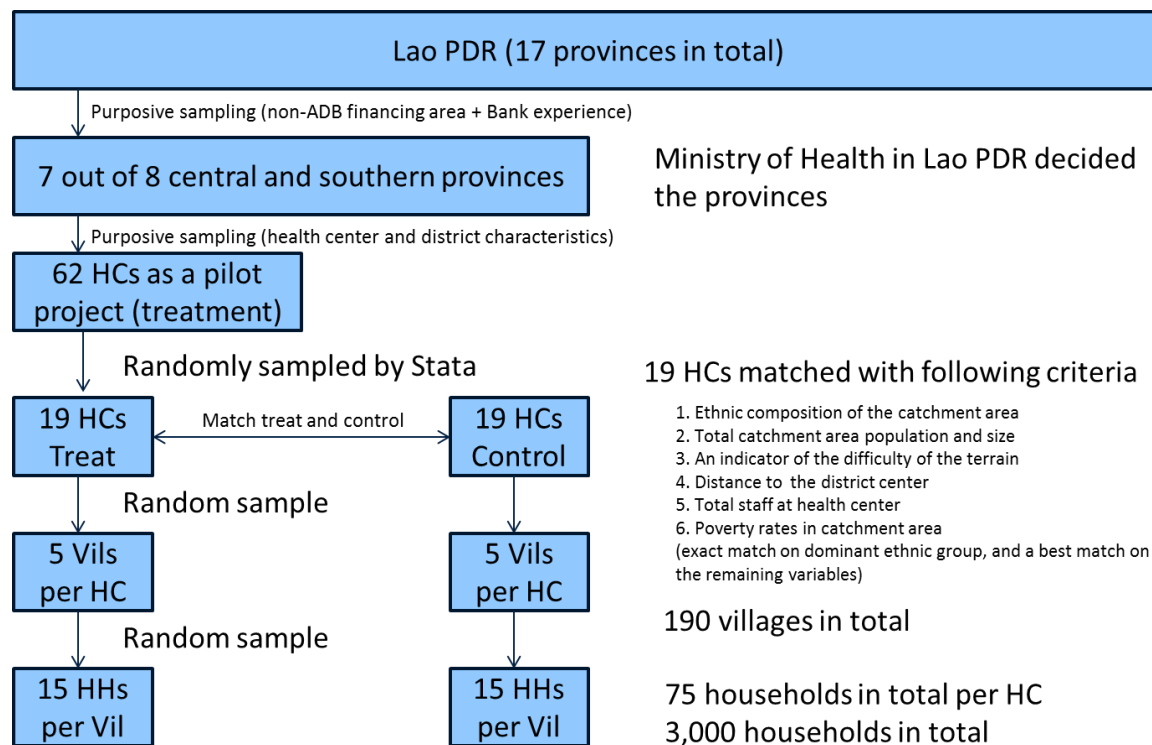 Lao PDR (17 provinces in total)
Purposive sampling (non-ADB financing area + Bank experience)
7 out of 8 central and southern provinces
Ministry of Health in Lao PDR decided
the provinces
Purposive sampling (health center and district characteristics)
62 HCs as a pilot
project (treatment)
Randomly sampled by Stata
19 HCs matched with following criteria
19 HCs
Treat
Match treat and control
19 HCs
Control
1. Ethnic composition of the catchment area
2. Total catchment area population and size
3. An indicator of the difficulty of the terrain
4. Distance to the district center
5. Total staff at health center
6. Poverty rates in catchment area
(exact match on dominant ethnic group, and a best match on
the remaining variables)
Random sample
5 Vils
per HC
5 Vils
per HC
190 villages in total
Random sample
15 HHs
per Vil
15 HHs
per Vil
75 households in total per HC
3,000 households in total